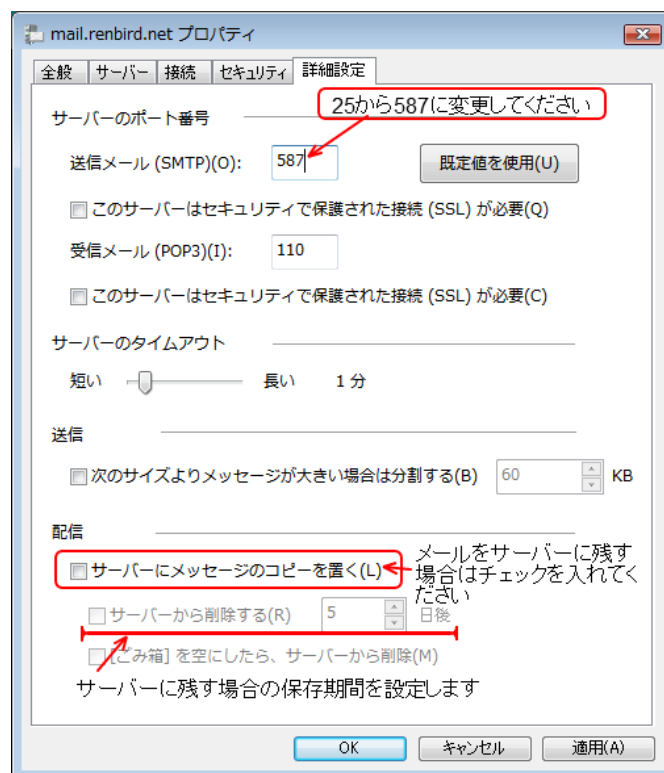 mail.renbird.net プロパティ
全般 サーバー 接続 セキュリティ 詳細設定
25から587に変更してください
サーバーのポート番号
送信メール (SMTP)(O): 587 既定値を使用(U)
このサーバーはセキュリティで保護された接続 (SSL) が必要(Q)
受信メール (POP3)(I): 110
このサーバーはセキュリティで保護された接続 (SSL) が必要(C)
サーバーのタイムアウト
短い 長い 1 分
送信
次のサイズよりメッセージが大きい場合は分割する(B) 60 KB
配信
サーバーにメッセージのコピーを置く(L)
メールをサーバーに残す
場合はチェックを入れてく
ださい
サーバーから削除する(R) 5 日後
[ごみ箱] を空にしたら、サーバーから削除(M)
サーバーに残す場合の保存期間を設定します
OK キャンセル 適用(A)